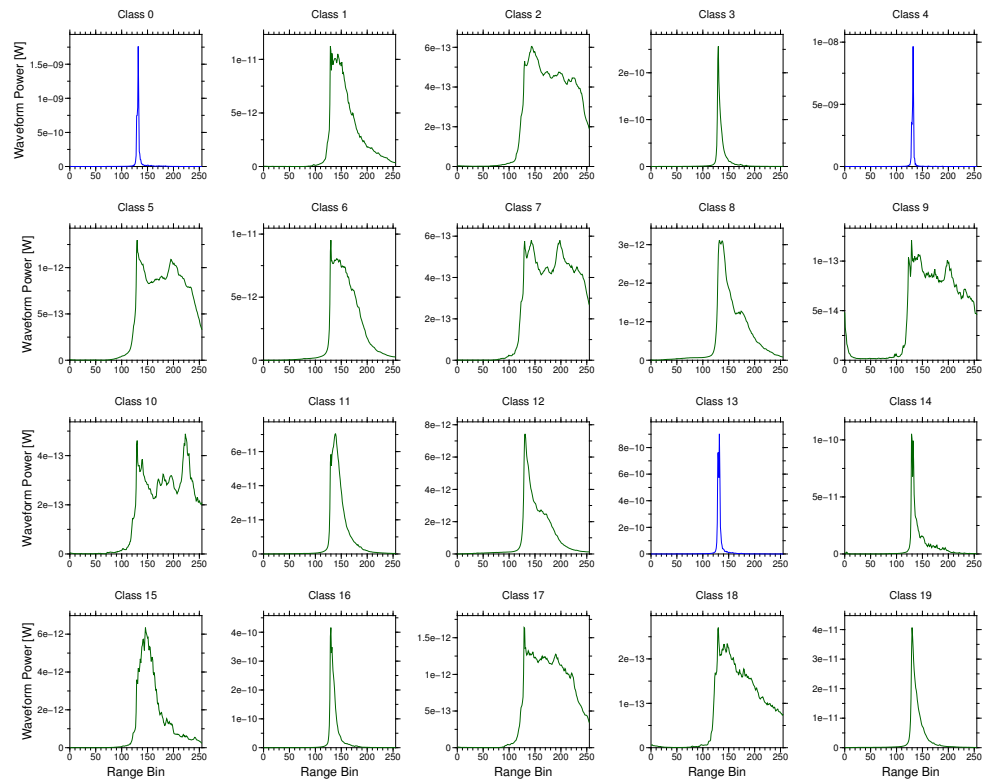 Class 0
Class 1
Class 2
Class 3
Class 4
Waveform Power [W]
1.5e−09
1e−09
5e−10
0
0 50 100 150 200 250
1e−11
5e−12
0
0 50 100 150 200 250
6e−13
4e−13
2e−13
0
0 50 100 150 200 250
2e−10
1e−10
0
0 50 100 150 200 250
1e−08
5e−09
0
0 50 100 150 200 250
Class 5
Class 6
Class 7
Class 8
Class 9
Waveform Power [W]
1e−12
5e−13
0
0 50 100 150 200 250
1e−11
5e−12
0
0 50 100 150 200 250
6e−13
4e−13
2e−13
0
0 50 100 150 200 250
3e−12
2e−12
1e−12
0
0 50 100 150 200 250
1e−13
5e−14
0
0 50 100 150 200 250
Class 10
Class 11
Class 12
Class 13
Class 14
Waveform Power [W]
4e−13
2e−13
0
0 50 100 150 200 250
6e−11
4e−11
2e−11
0
0 50 100 150 200 250
8e−12
6e−12
4e−12
2e−12
0
0 50 100 150 200 250
8e−10
6e−10
4e−10
2e−10
0
0 50 100 150 200 250
1e−10
5e−11
0
0 50 100 150 200 250
Class 15
Class 16
Class 17
Class 18
Class 19
Waveform Power [W]
6e−12
4e−12
2e−12
0
0 50 100 150 200 250
Range Bin
4e−10
3e−10
2e−10
1e−10
0
0 50 100 150 200 250
Range Bin
1.5e−12
1e−12
5e−13
0
0 50 100 150 200 250
Range Bin
2e−13
1e−13
0
0 50 100 150 200 250
Range Bin
4e−11
3e−11
2e−11
1e−11
0
0 50 100 150 200 250
Range Bin